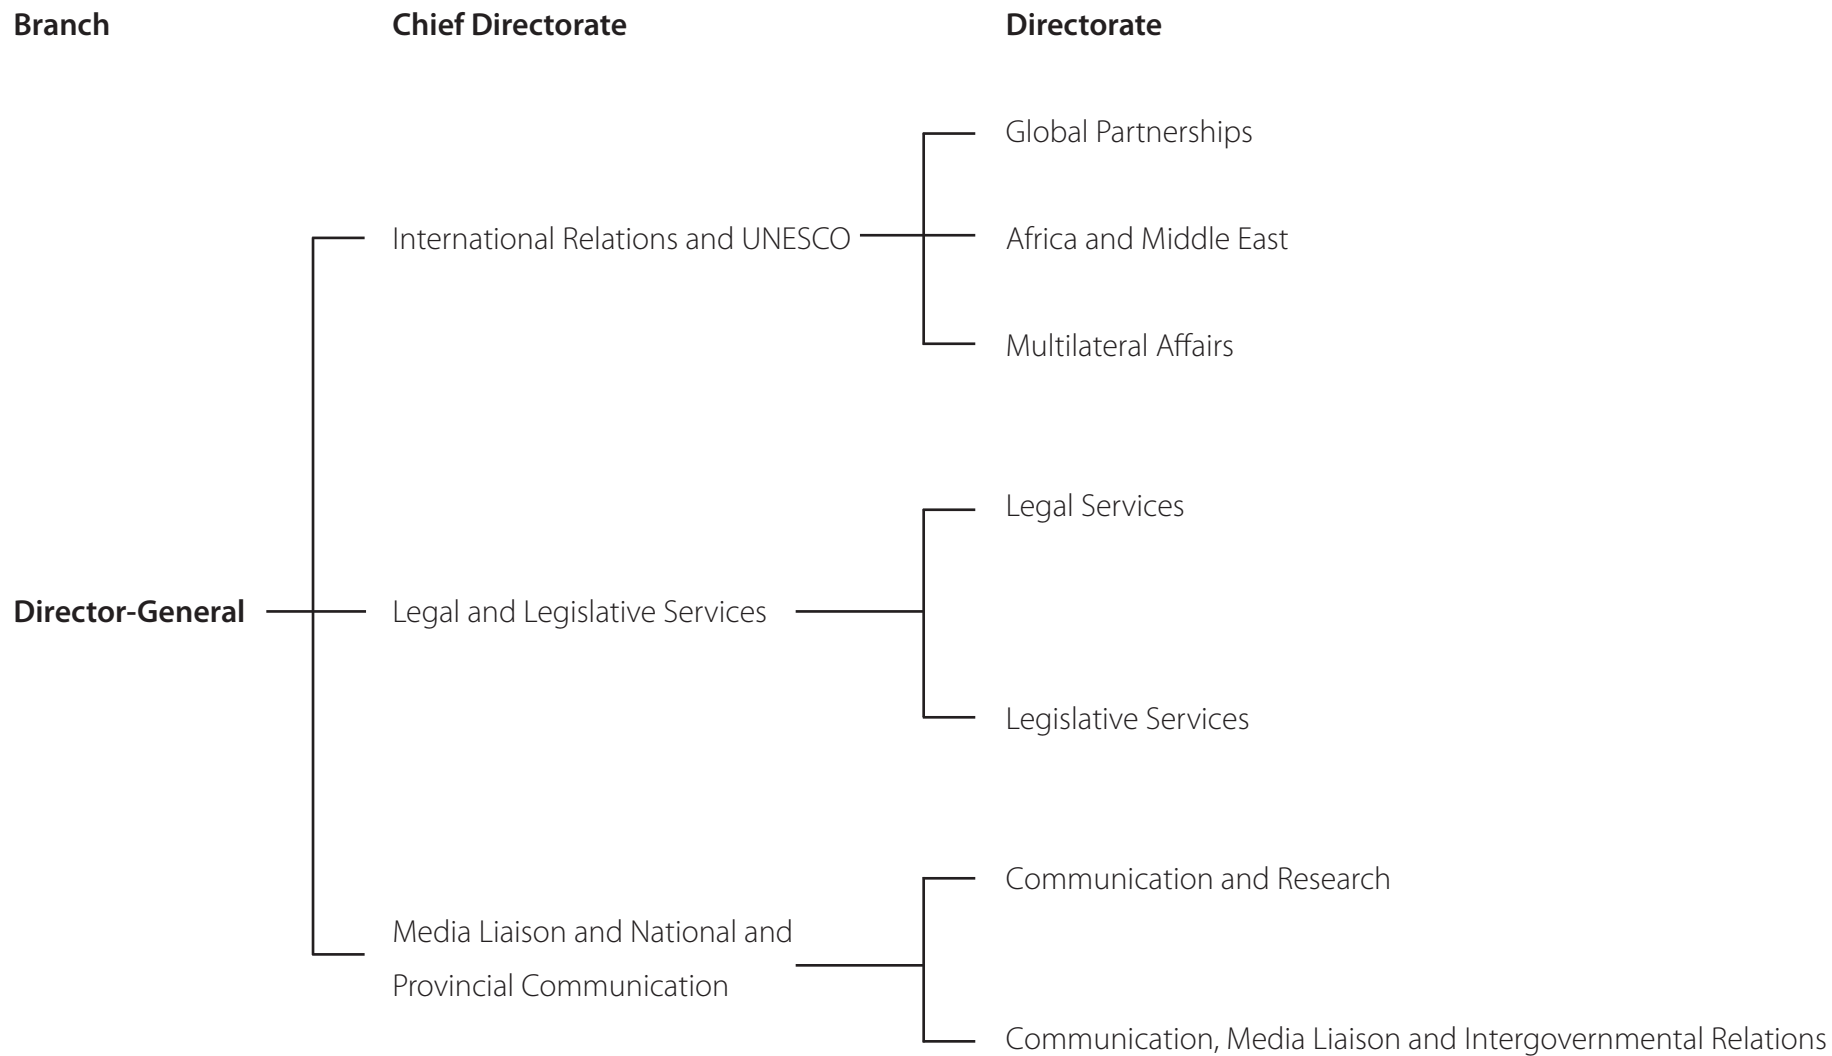 Branch
Chief Directorate
Directorate
Global Partnerships
International Relations and UNESCO
Africa and Middle East
Multilateral Affairs
Legal Services
Director-General
Legal and Legislative Services
Legislative Services
Communication and Research
Media Liaison and National and
Provincial Communication
Communication, Media Liaison and Intergovernmental Relations